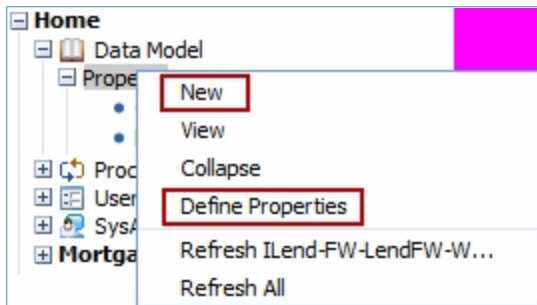 Home
Data Model
Prope
New
View
Collapse
Proc
User
Define Properties
SysA
Mortga
Refresh ILend-FW-LendFW-W...
Refresh All